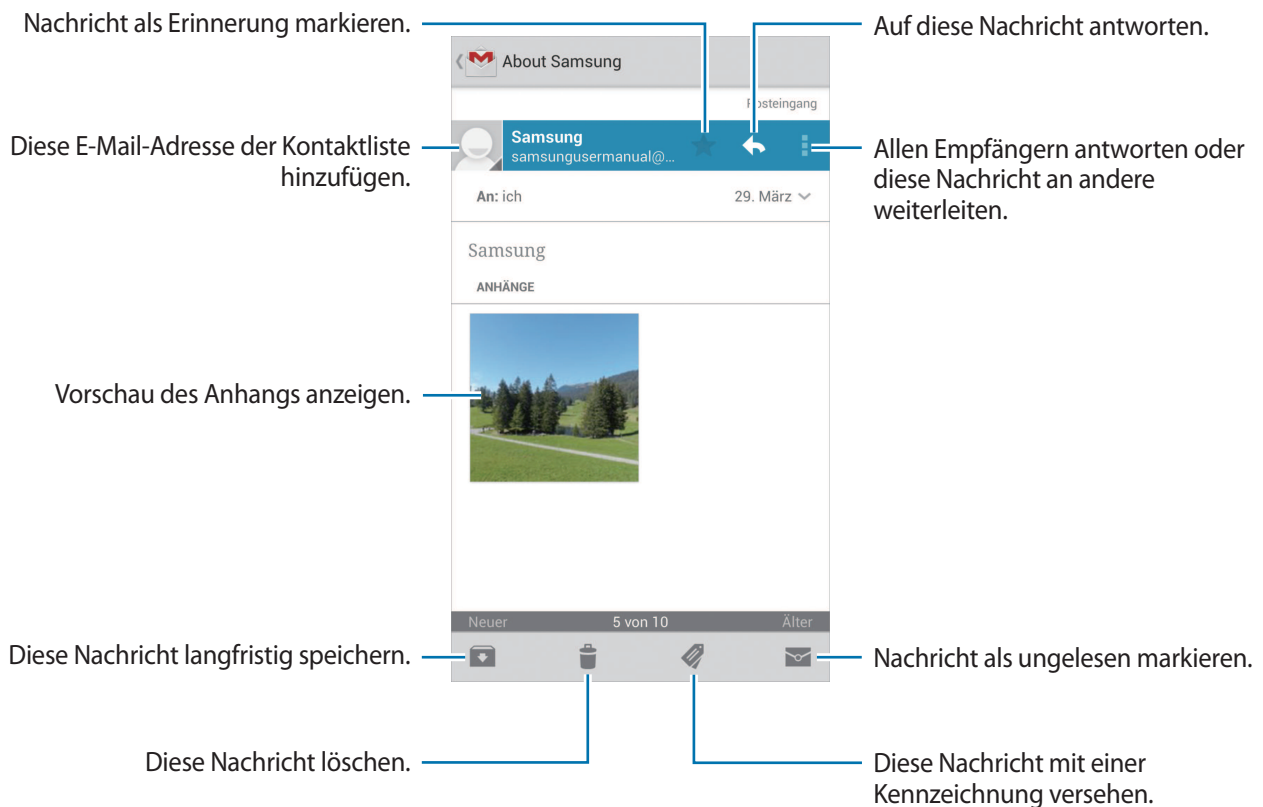 Nachricht als Erinnerung markieren.
Auf diese Nachricht antworten.
About Samsung
Posteingang
Diese E-Mail-Adresse der Kontaktliste
hinzufügen.
Samsung
samsungusermanual@...
Allen Empfängern antworten oder
diese Nachricht an andere
weiterleiten.
An: ich
29. März
Samsung
ANHÄNGE
Vorschau des Anhangs anzeigen.
Neuer
5 von 10
Älter
Diese Nachricht langfristig speichern.
Nachricht als ungelesen markieren.
Diese Nachricht löschen.
Diese Nachricht mit einer
Kennzeichnung versehen.